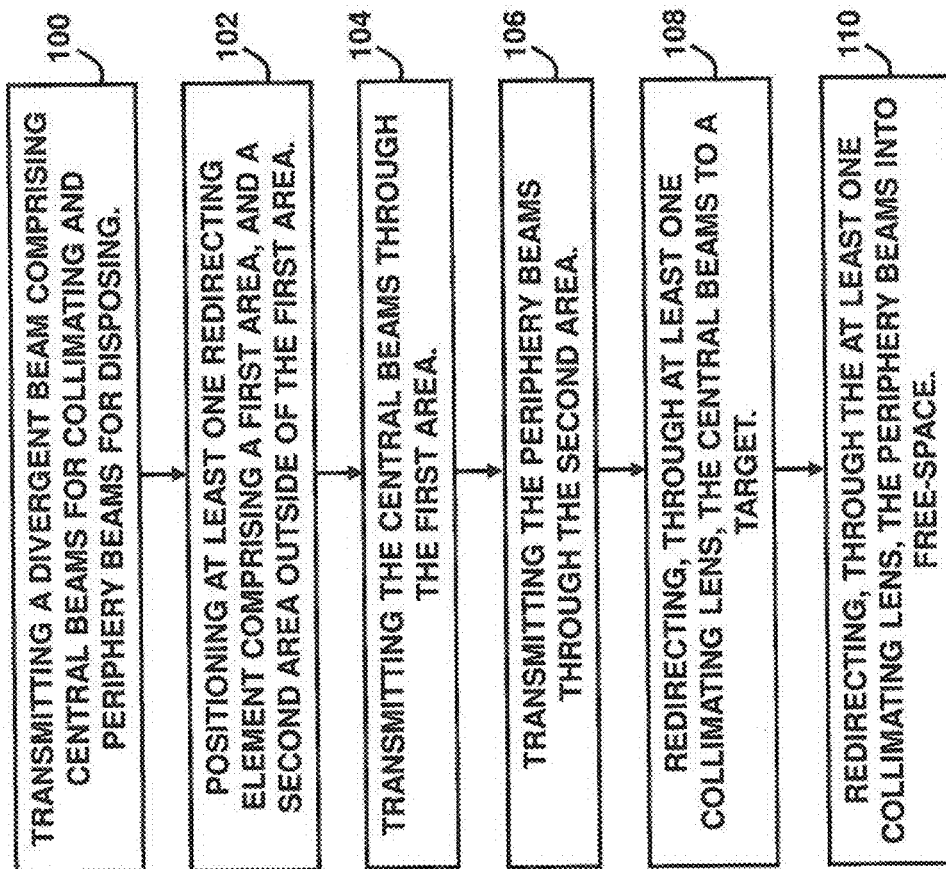 100
TRANSMITTING A DIVERGENT BEAM COMPRISING
CENTRAL BEAMS FOR COLLIMATING AND
PERIPHERY BEAMS FOR DISPOSING.
102
POSITIONING AT LEAST ONE REDIRECTING
ELEMENT COMPRISING A FIRST AREA, AND A
SECOND AREA OUTSIDE OF THE FIRST AREA.
104
TRANSMITTING THE CENTRAL BEAMS THROUGH
THE FIRST AREA.
106
TRANSMITTING THE PERIPHERY BEAMS
THROUGH THE SECOND AREA.
108
REDIRECTING, THROUGH AT LEAST ONE
COLLIMATING LENS, THE CENTRAL BEAMS TO A
TARGET.
110
REDIRECTING, THROUGH THE AT LEAST ONE
COLLIMATING LENS, THE PERIPHERY BEAMS INTO
FREE-SPACE.